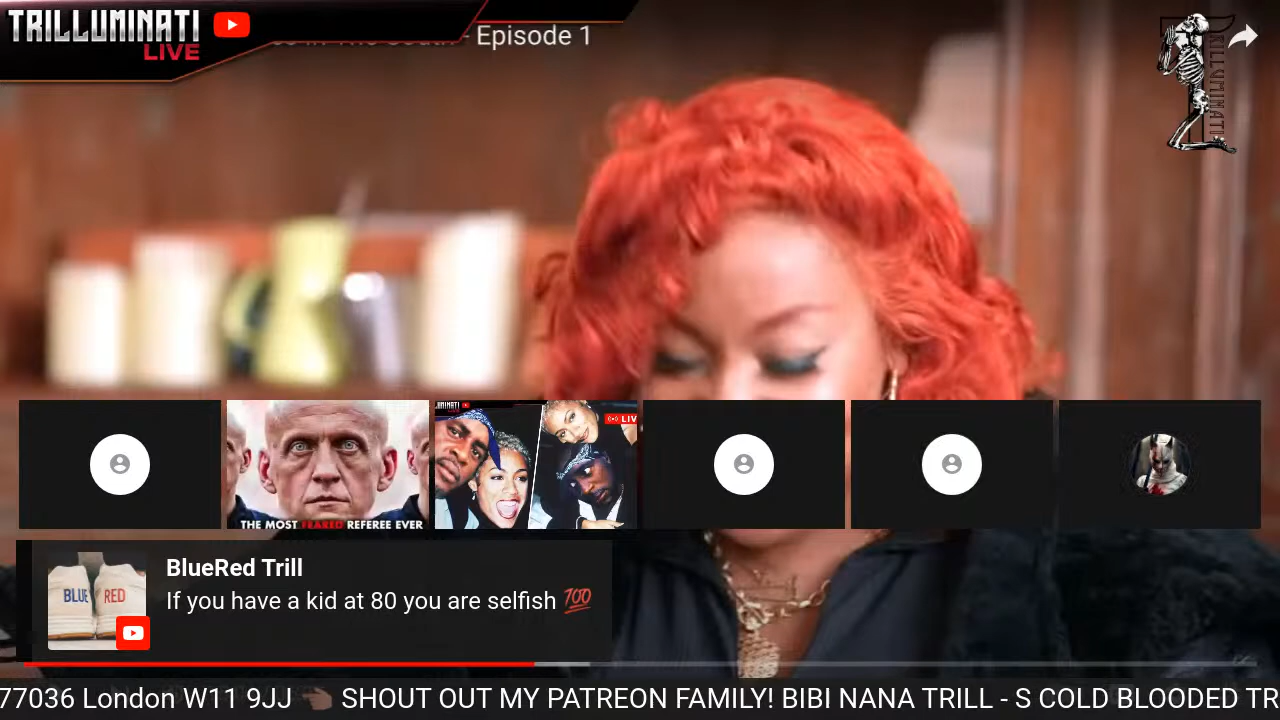 TRILLUMINATI
LIVE
- Episode 1
TRILLUMINATI
THE MOST FEARED REFEREE EVER
LIVE
LIV
BLUE RED
BlueRed Trill
If you have a kid at 80 you are selfish 💯
77036 London W11 9JJ 👈🏾 SHOUT OUT MY PATREON FAMILY! BIBI NANA TRILL - S COLD BLOODED TR